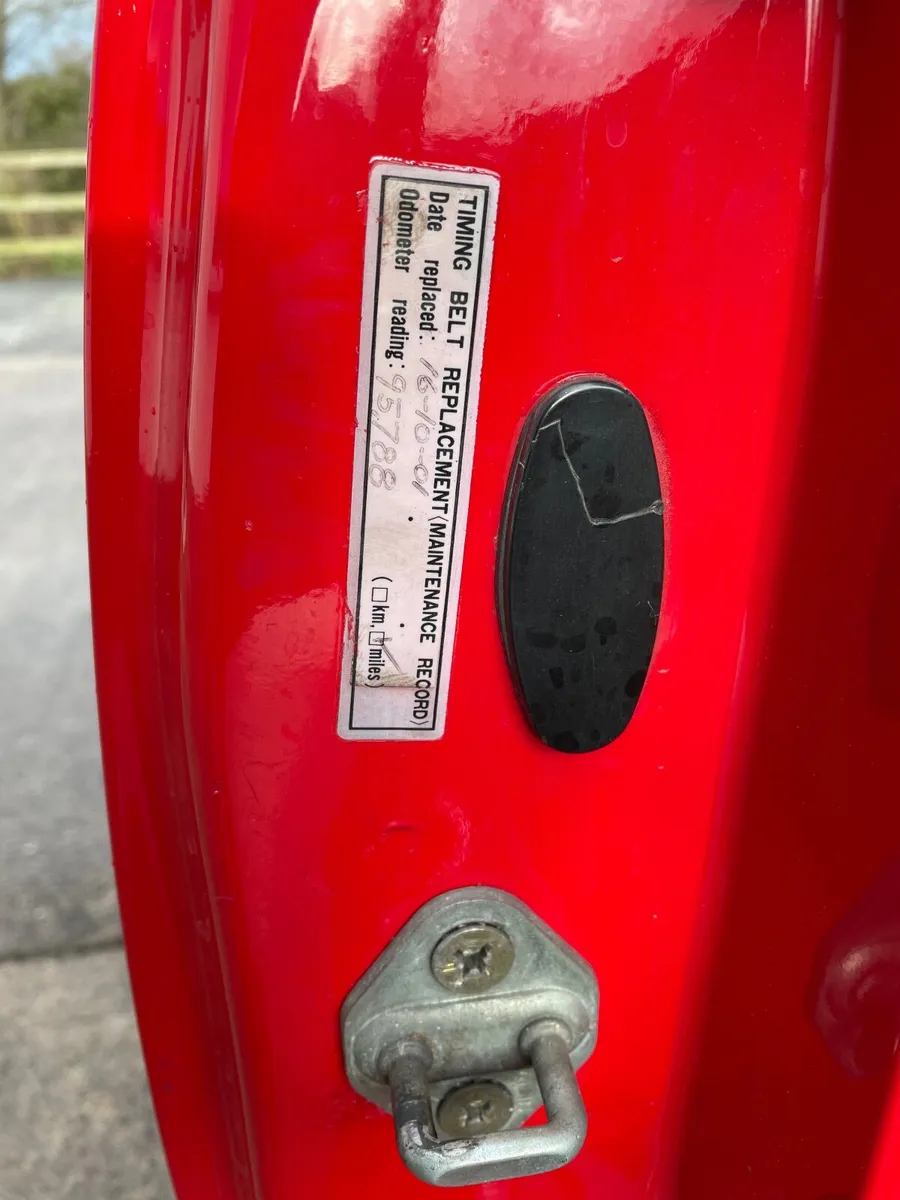 TIMING BELT REPLACEMENT (MAINTENANCE RECORD)
Date replaced: 16-10-01
Odometer reading: 95,788 (□km, ☑miles)